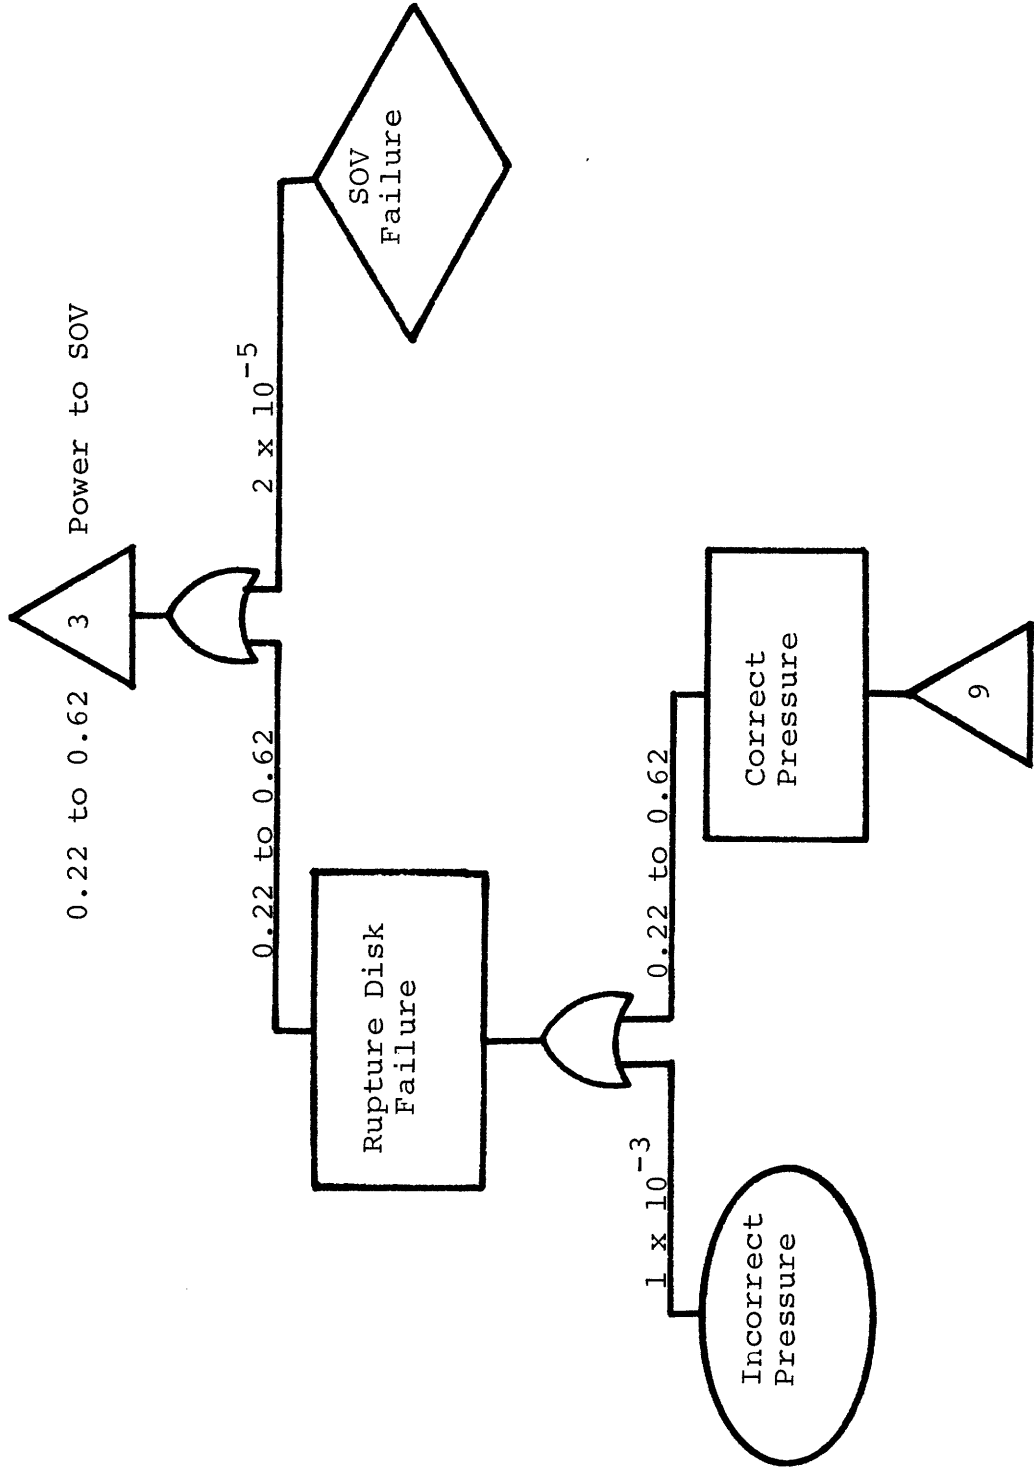 0.22 to 0.62
3
Power to SOV
0.22 to 0.62
2 x 10⁻⁵
Rupture Disk
Failure
SOV
Failure
1 x 10⁻³
0.22 to 0.62
Incorrect
Pressure
Correct
Pressure
9